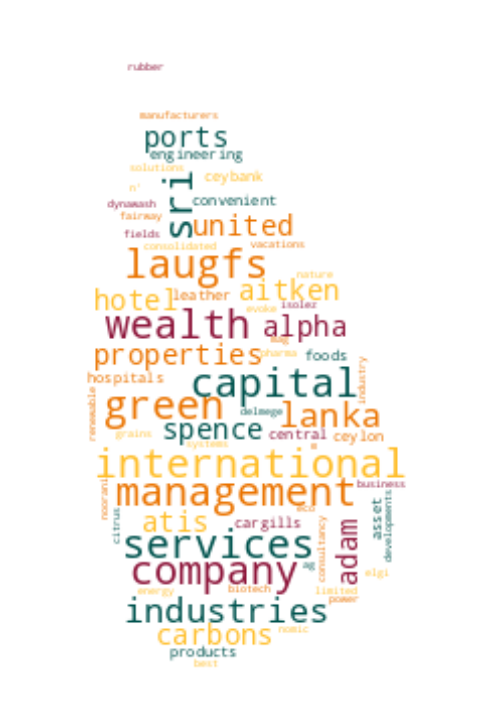 rubber
manufacturers
ports
engineering
solutions
ceybank
n'
sri
convenient
dynawash
fairway
united
fields
consolidated
vacations
laugfs
nature
hotel
leather
aitken
evoke
isolez
wealth
alpha
mag
properties
pharma
foods
hospitals
capital
industry
renewable
green
delmege
lanka
spence
central
ceylon
grains
systems
international
management
business
noorani
asset
developments
citrus
atis
cargills
eco
consultancy
adam
services
company
ag
elgi
energy
biotech
limited
power
industries
carbons
nomic
products
best